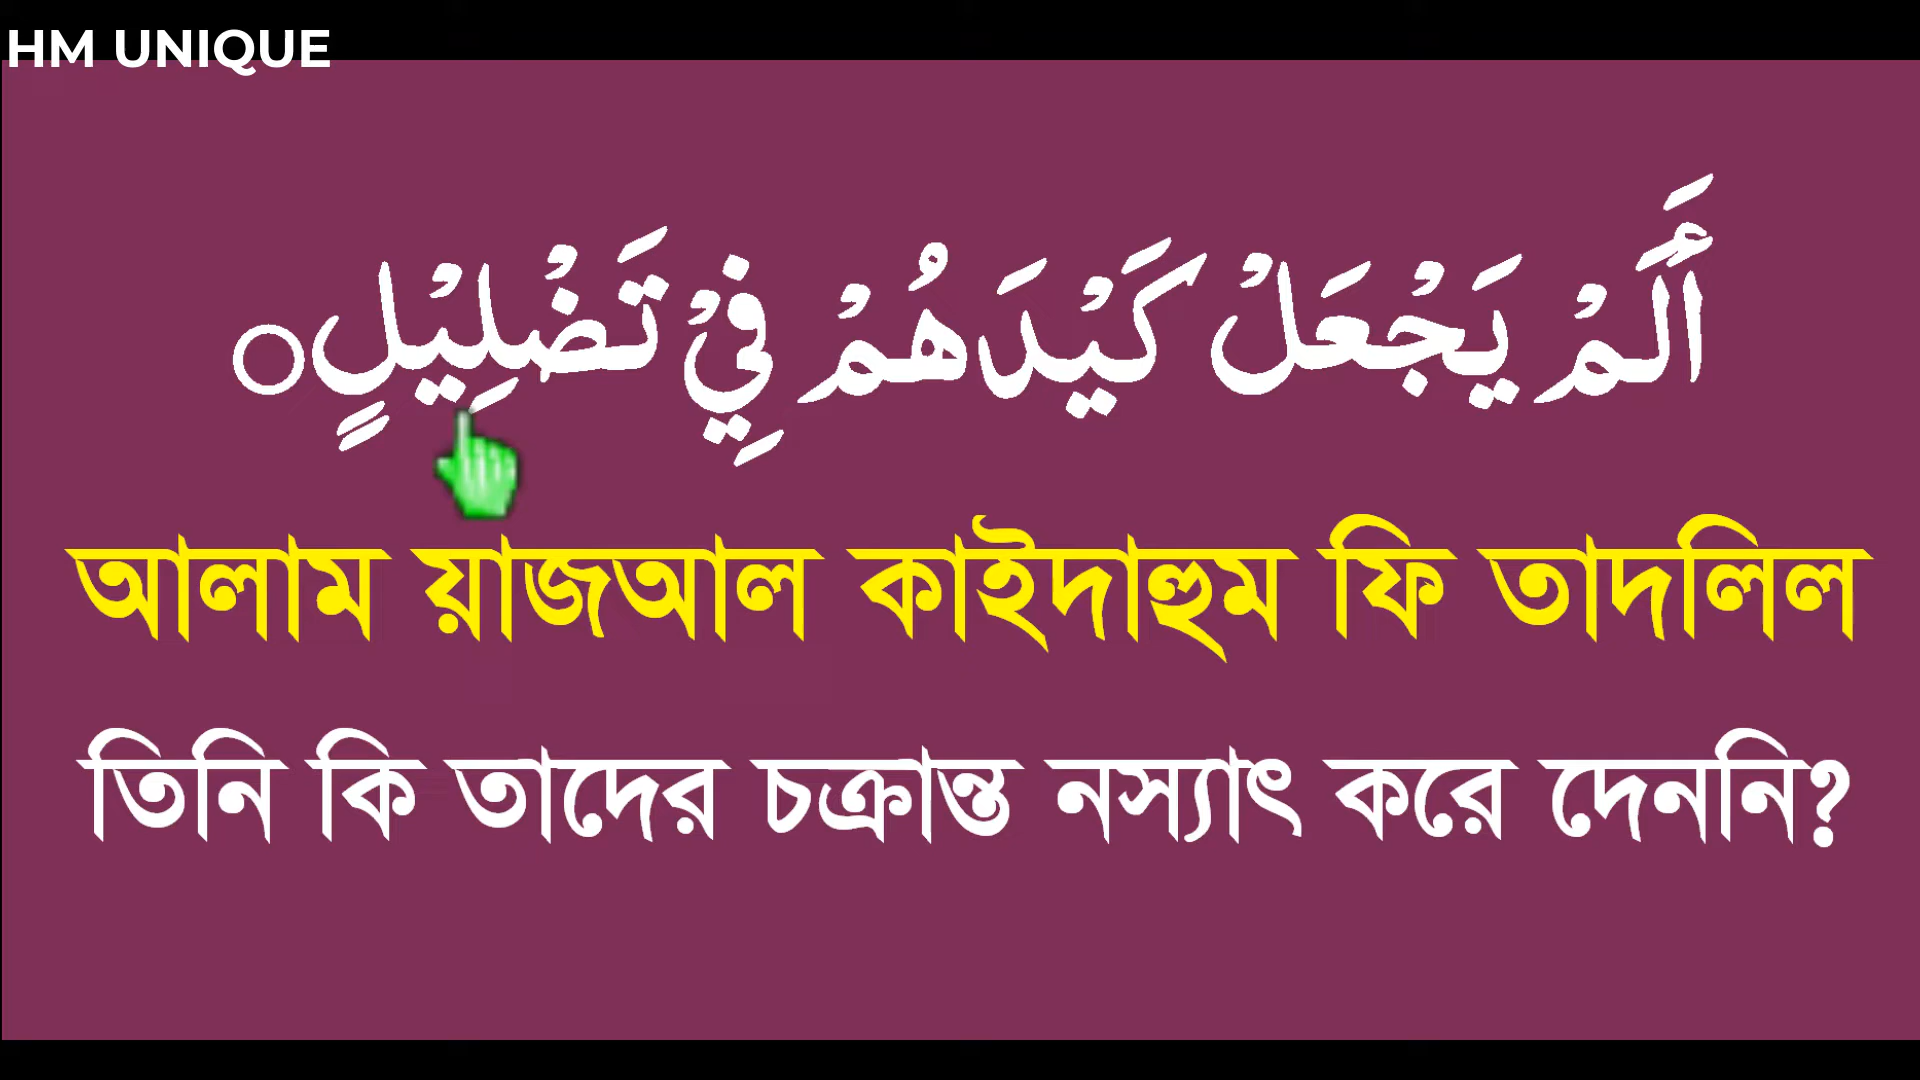 HM UNIQUE
أَلَمْ يَجْعَلْ كَيْدَهُمْ فِيْ تَضْلِيْلٍ○
আলাম য়াজআল কাইদাহুম ফি তাদলিল
তিনি কি তাদের চক্রান্ত নস্যাৎ করে দেননি?